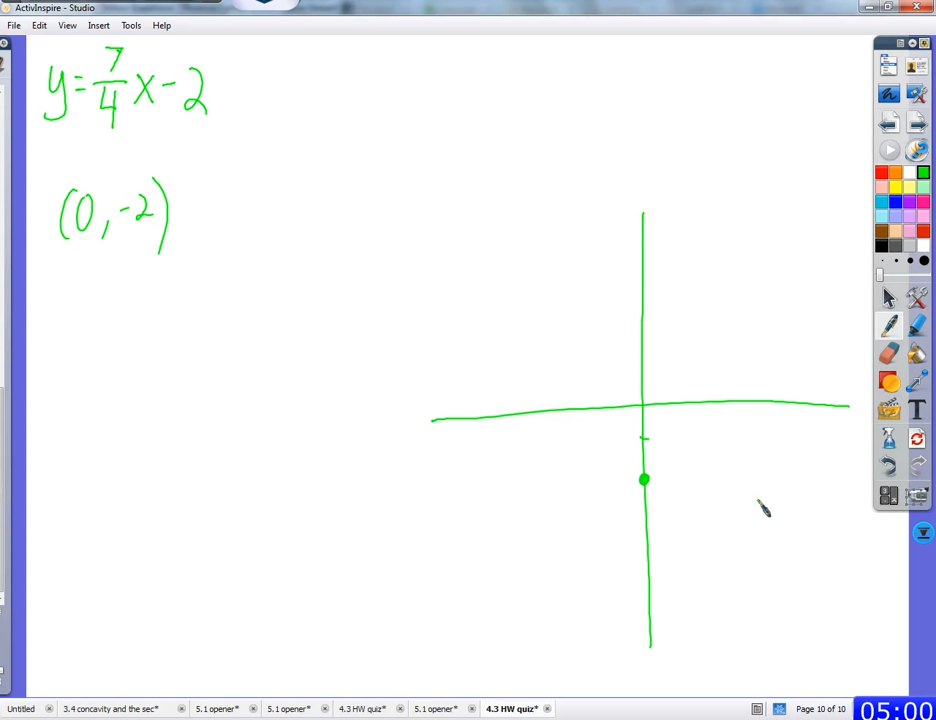 ActivInspire - Studio
File Edit View Insert Tools Help
y = 7/4 x - 2
(0, -2)
Untitled 3.4 concavity and the sec* 5.1 opener* 5.1 opener* 4.3 HW quiz* 5.1 opener* 4.3 HW quiz* Page 10 of 10
05:00